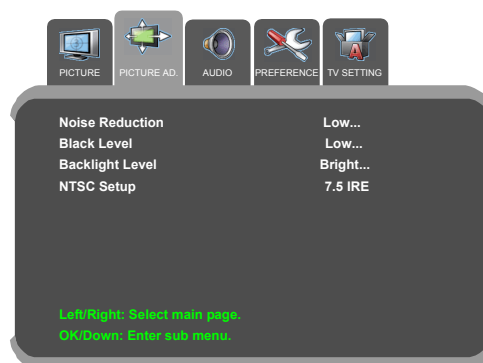 PICTURE PICTURE AD. AUDIO PREFERENCE TV SETTING
Noise Reduction Low...
Black Level Low...
Backlight Level Bright...
NTSC Setup 7.5 IRE
Left/Right: Select main page.
OK/Down: Enter sub menu.